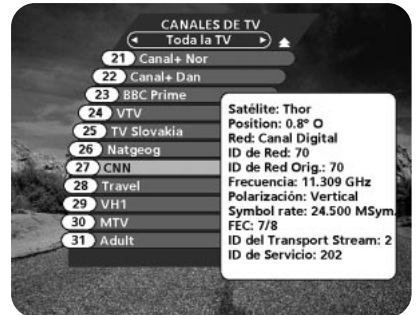 CANALES DE TV
Toda la TV
21 Canal+ Nor
22 Canal+ Dan
23 BBC Prime
24 VTV
25 TV Slovakia
26 Natgeog
27 CNN
28 Travel
29 VH1
30 MTV
31 Adult
Satélite: Thor
Position: 0.8° O
Red: Canal Digital
ID de Red: 70
ID de Red Orig.: 70
Frecuencia: 11.309 GHz
Polarización: Vertical
Symbol rate: 24.500 MSym.
FEC: 7/8
ID del Transport Stream: 2
ID de Servicio: 202